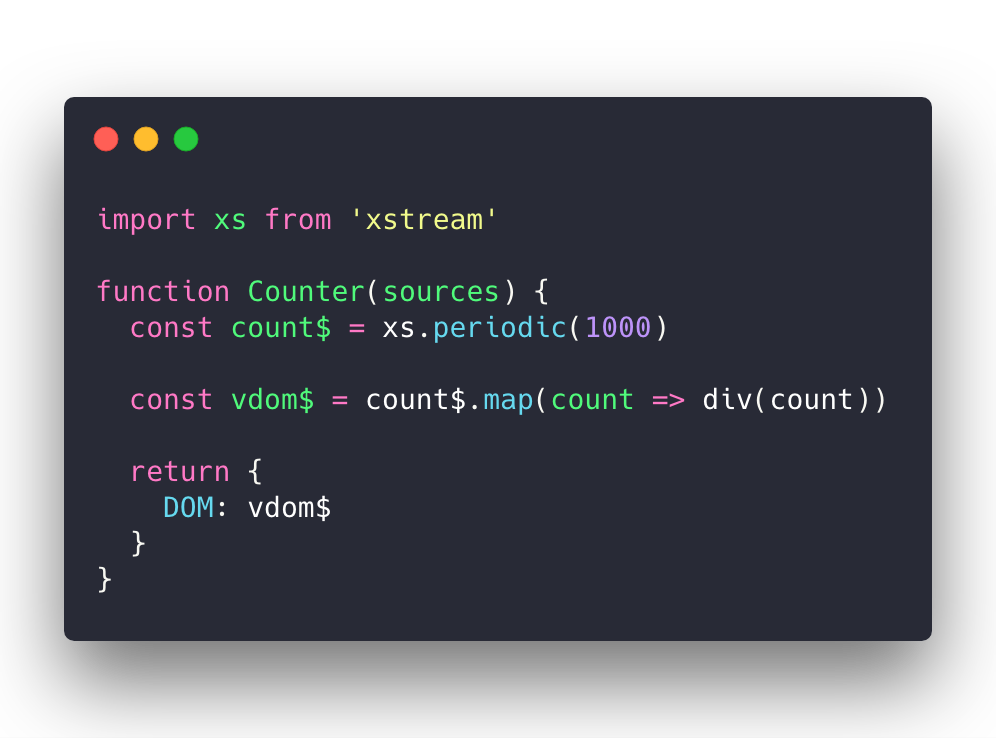 import xs from 'xstream'
function Counter(sources) {
  const count$ = xs.periodic(1000)
  const vdom$ = count$.map(count => div(count))
  return {
    DOM: vdom$
  }
}